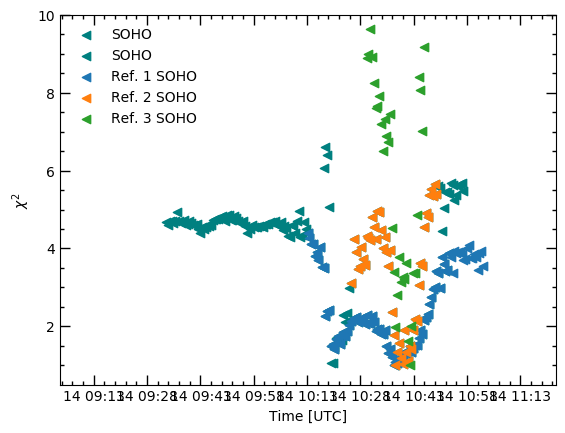 10
8
6
4
2
χ²
SOHO
SOHO
Ref. 1 SOHO
Ref. 2 SOHO
Ref. 3 SOHO
14 09:13 14 09:28 14 09:43 14 09:58 14 10:13 14 10:28 14 10:43 14 10:58 14 11:13
Time [UTC]